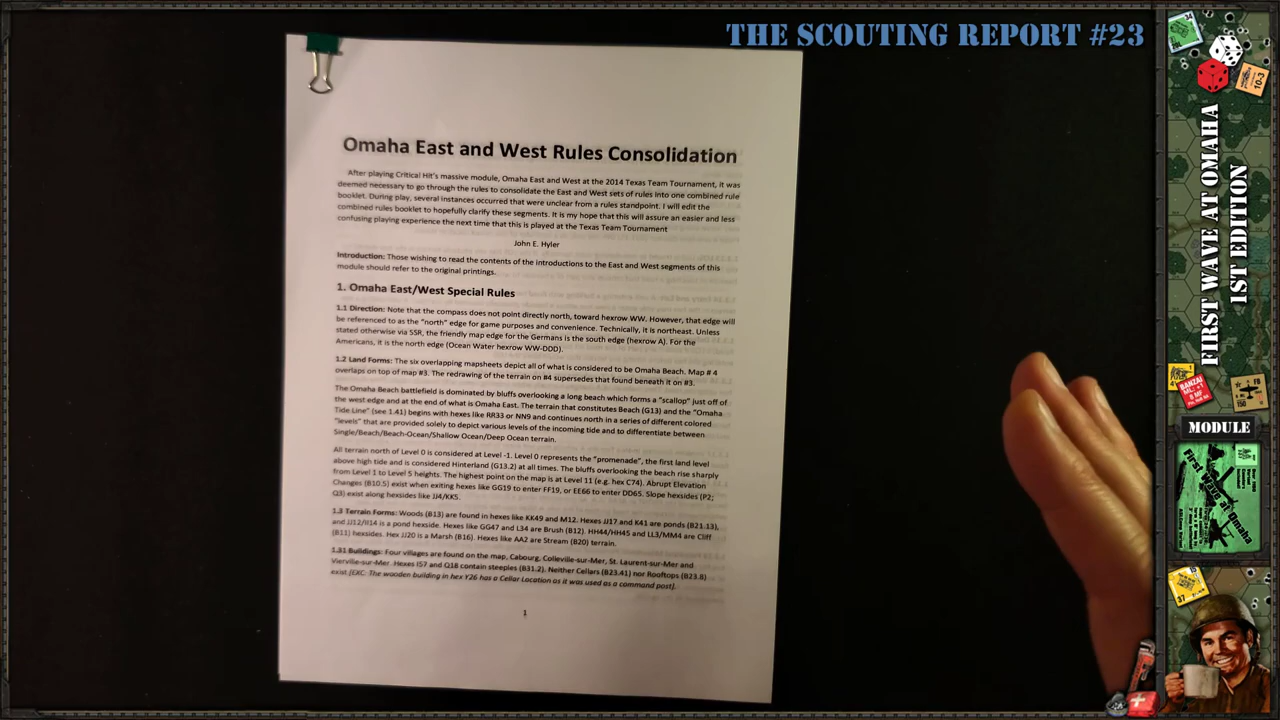 THE SCOUTING REPORT #23
Omaha East and West Rules Consolidation
After playing Critical Hit's massive module, Omaha East and West at the 2014 Texas Team Tournament, it was
deemed necessary to go through the rules to consolidate the East and West sets of rules into one combined rule
booklet. During play, several instances occurred that were unclear from a rules standpoint. I will edit the
combined rules booklet to hopefully clarify these segments. It is my hope that this will assure an easier and less
confusing playing experience the next time that this is played at the Texas Team Tournament
John E. Hyler
Introduction: Those wishing to read the contents of the introductions to the East and West segments of this
module should refer to the original printings.
1. Omaha East/West Special Rules
1.1 Direction: Note that the compass does not point directly north, toward hexrow WW. However, that edge will
be referenced to as the "north" edge for game purposes and convenience. Technically, it is northeast. Unless
stated otherwise via SSR, the friendly map edge for the Germans is the south edge (hexrow A). For the
Americans, it is the north edge (Ocean Water hexrow WW-DDD).
1.2 Land Forms: The six overlapping mapsheets depict all of what is considered to be Omaha Beach. Map # 4
overlaps on top of map #3. The redrawing of the terrain on #4 supersedes that found beneath it on #3.
The Omaha Beach battlefield is dominated by bluffs overlooking a long beach which forms a "scallop" just off of
the west edge and at the end of what is Omaha East. The terrain that constitutes Beach (G13) and the "Omaha
Tide Line" (see 1.41) begins with hexes like RR33 or NN9 and continues north in a series of different colored
"levels" that are provided solely to depict various levels of the incoming tide and to differentiate between
Single/Beach/Beach-Ocean/Shallow Ocean/Deep Ocean terrain.
All terrain north of Level 0 is considered at Level -1. Level 0 represents the "promenade", the first land level
above high tide and is considered Hinterland (G13.2) at all times. The bluffs overlooking the beach rise sharply
from Level 1 to Level 5 heights. The highest point on the map is at Level 11 (e.g. hex C74). Abrupt Elevation
Changes (B10.5) exist when exiting hexes like GG19 to enter FF19, or EE66 to enter DD65. Slope hexsides (P2;
Q3) exist along hexsides like JJ4/KK5.
1.3 Terrain Forms: Woods (B13) are found in hexes like KK49 and M12. Hexes JJ17 and K41 are ponds (B21.13),
and JJ12/II14 is a pond hexside. Hexes like GG47 and L34 are Brush (B12). HH44/HH45 and LL3/MM4 are Cliff
(B11) hexsides. Hex JJ20 is a Marsh (B16). Hexes like AA2 are Stream (B20) terrain.
1.31 Buildings: Four villages are found on the map, Cabourg, Colleville-sur-Mer, St. Laurent-sur-Mer and
Vierville-sur-Mer. Hexes I57 and Q18 contain steeples (B31.2). Neither Cellars (B23.41) nor Rooftops (B23.8)
exist [EXC: The wooden building in hex Y26 has a Cellar Location as it was used as a command post].
1
10-3
FIRST WAVE AT OMAHA
1ST EDITION
BANZAI
MODULE
First Wave at Omaha
37